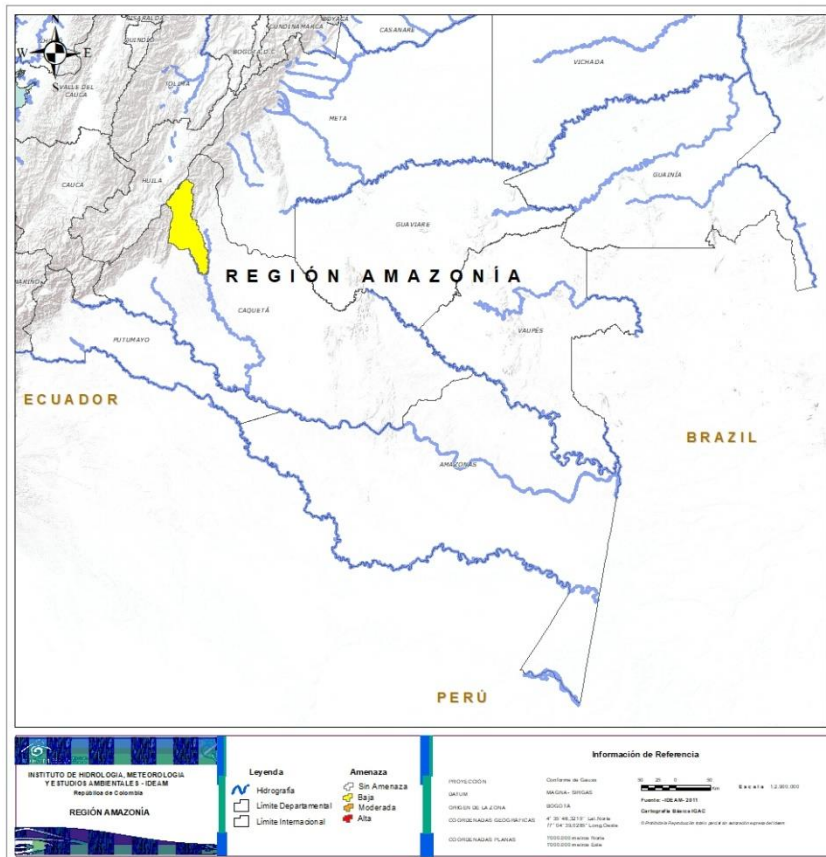 N
W
E
S
BOYACÁ
CASANARE
CUNDINAMARCA
QUINDIO
BOGOTÁ D.C.
VICHADA
VALLE DEL
CAUCA
TOLIMA
META
HUILA
GUAINÍA
CAUCA
GUAVIARE
NARIÑO
REGIÓN AMAZONÍA
CAQUETÁ
VAUPÉS
PUTUMAYO
ECUADOR
BRAZIL
AMAZONAS
PERÚ
INSTITUTO DE HIDROLOGIA, METEOROLOGIA
Y ESTUDIOS AMBIENTALES - IDEAM
República de Colombia
REGIÓN AMAZONÍA
Leyenda
Hidrografía
Límite Departamental
Límite Internacional
Amenaza
Sin Amenaza
Baja
Moderada
Alta
Información de Referencia
PROYECCIÓN Conforme de Gauss
DATUM MAGNA - SIRGAS
ORIGEN DE LA ZONA BOGOTÁ
COORDENADAS GEOGRÁFICAS
COORDENADAS PLANAS
Km
Escala
Fuente: -IDEAM- 2011
Cartografía Básica IGAC